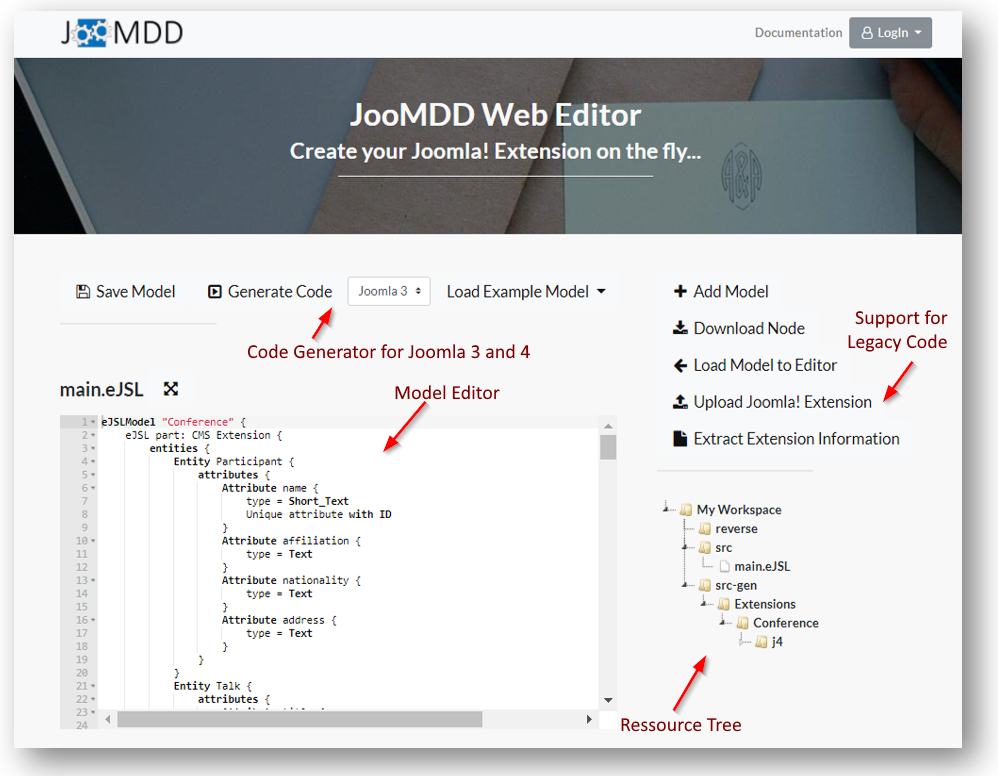 JooMDD
Documentation
LogIn
JooMDD Web Editor
Create your Joomla! Extension on the fly...
A&A
Save Model
Generate Code
Joomla 3
Load Example Model
Code Generator for Joomla 3 and 4
main.eJSL
Model Editor
1 eJSLModel "Conference" {
2 eJSL part: CMS Extension {
3 entities {
4 Entity Participant {
5 attributes {
6 Attribute name {
7 type = Short_Text
8 Unique attribute with ID
9 }
10 Attribute affiliation {
11 type = Text
12 }
13 Attribute nationality {
14 type = Text
15 }
16 Attribute address {
17 type = Text
18 }
19 }
20 }
21 Entity Talk {
22 attributes {
23
24
Add Model
Download Node
Load Model to Editor
Upload Joomla! Extension
Extract Extension Information
Support for
Legacy Code
My Workspace
reverse
src
main.eJSL
src-gen
Extensions
Conference
j4
Ressource Tree